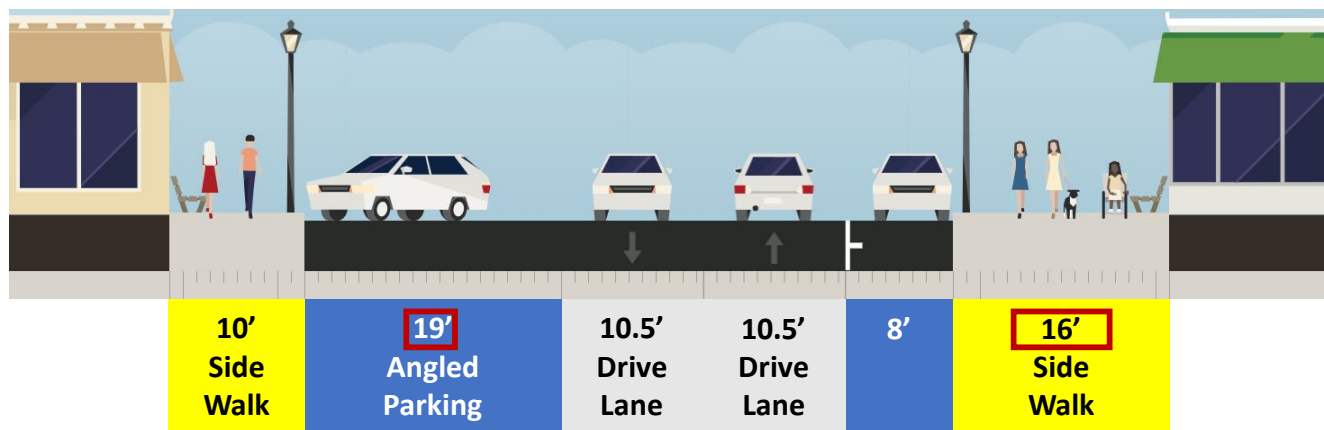 10’
Side
Walk
19’
Angled
Parking
10.5’
Drive
Lane
10.5’
Drive
Lane
8’
16’
Side
Walk